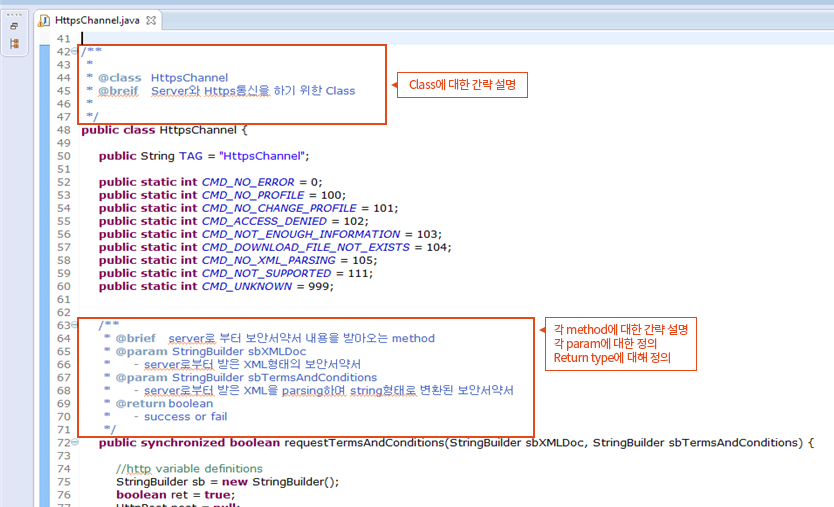 HttpsChannel.java
41
42 /**
43 *
44 * @class HttpsChannel
45 * @breif Server와 Https통신을 하기 위한 Class
46 *
47 */
Class에 대한 간략 설명
48 public class HttpsChannel {
49
50 public String TAG = "HttpsChannel";
51
52 public static int CMD_NO_ERROR = 0;
53 public static int CMD_NO_PROFILE = 100;
54 public static int CMD_NO_CHANGE_PROFILE = 101;
55 public static int CMD_ACCESS_DENIED = 102;
56 public static int CMD_NOT_ENOUGH_INFORMATION = 103;
57 public static int CMD_DOWNLOAD_FILE_NOT_EXISTS = 104;
58 public static int CMD_NO_XML_PARSING = 105;
59 public static int CMD_NOT_SUPPORTED = 111;
60 public static int CMD_UNKNOWN = 999;
61
62
63 /**
64 * @brief server로 부터 보안서약서 내용을 받아오는 method
65 * @param StringBuilder sbXMLDoc
66 * - server로부터 받은 XML형태의 보안서약서
67 * @param StringBuilder sbTermsAndConditions
68 * - server로부터 받은 XML을 parsing하여 string형태로 변환된 보안서약서
69 * @return boolean
70 * - success or fail
71 */
각 method에 대한 간략 설명
각 param에 대한 정의
Return type에 대해 정의
72 public synchronized boolean requestTermsAndConditions(StringBuilder sbXMLDoc, StringBuilder sbTermsAndConditions) {
73
74 //http variable definitions
75 StringBuilder sb = new StringBuilder();
76 boolean ret = true;
77 HttpPost post = null;